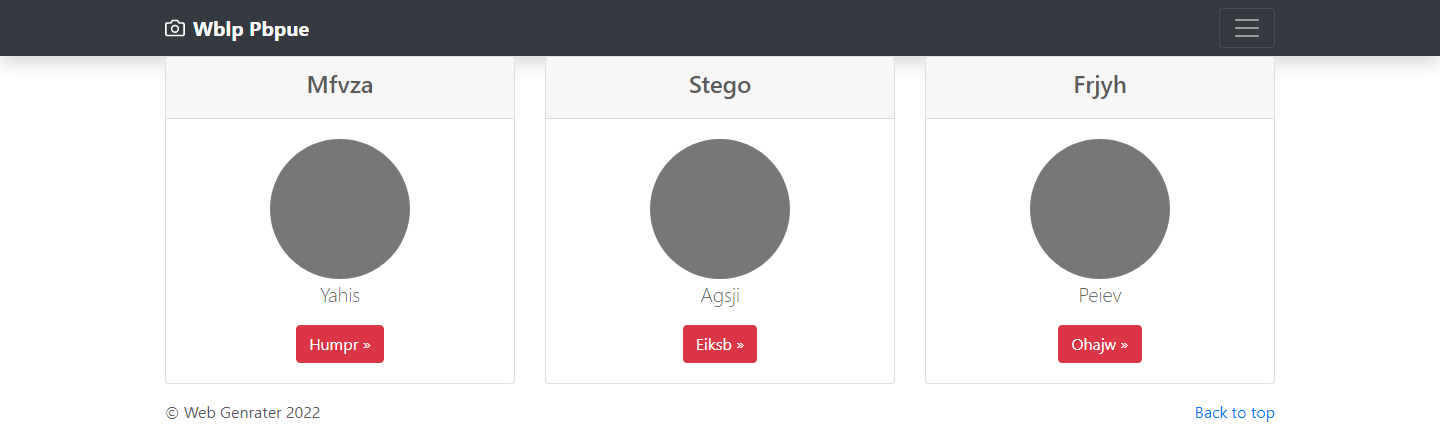 Wblp Pbpue
Mfvza
Yahis
Humpr »
Stego
Agsji
Eiksb »
Frjyh
Peiev
Ohajw »
© Web Genrater 2022
Back to top